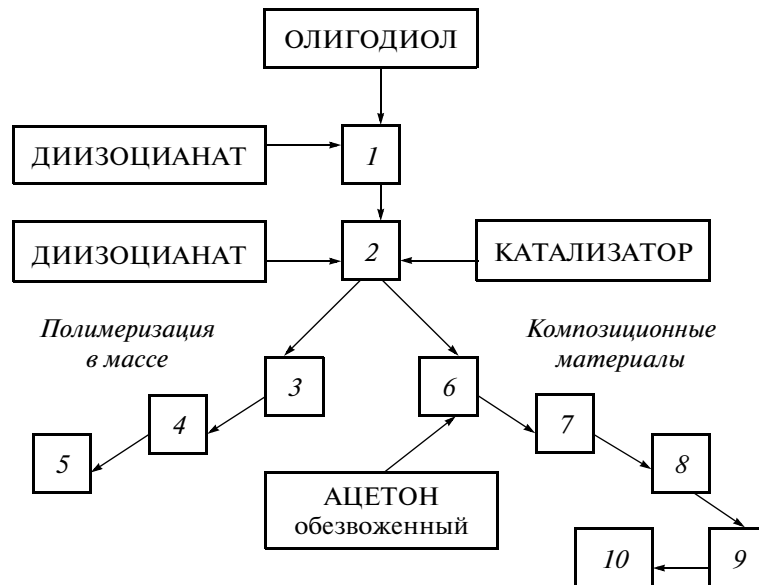 ОЛИГОДИОЛ
ДИИЗОЦИАНАТ
1
ДИИЗОЦИАНАТ
2
КАТАЛИЗАТОР
Полимеризация
в массе
Композиционные
материалы
3
6
4
7
5
8
АЦЕТОН
обезвоженный
10
9